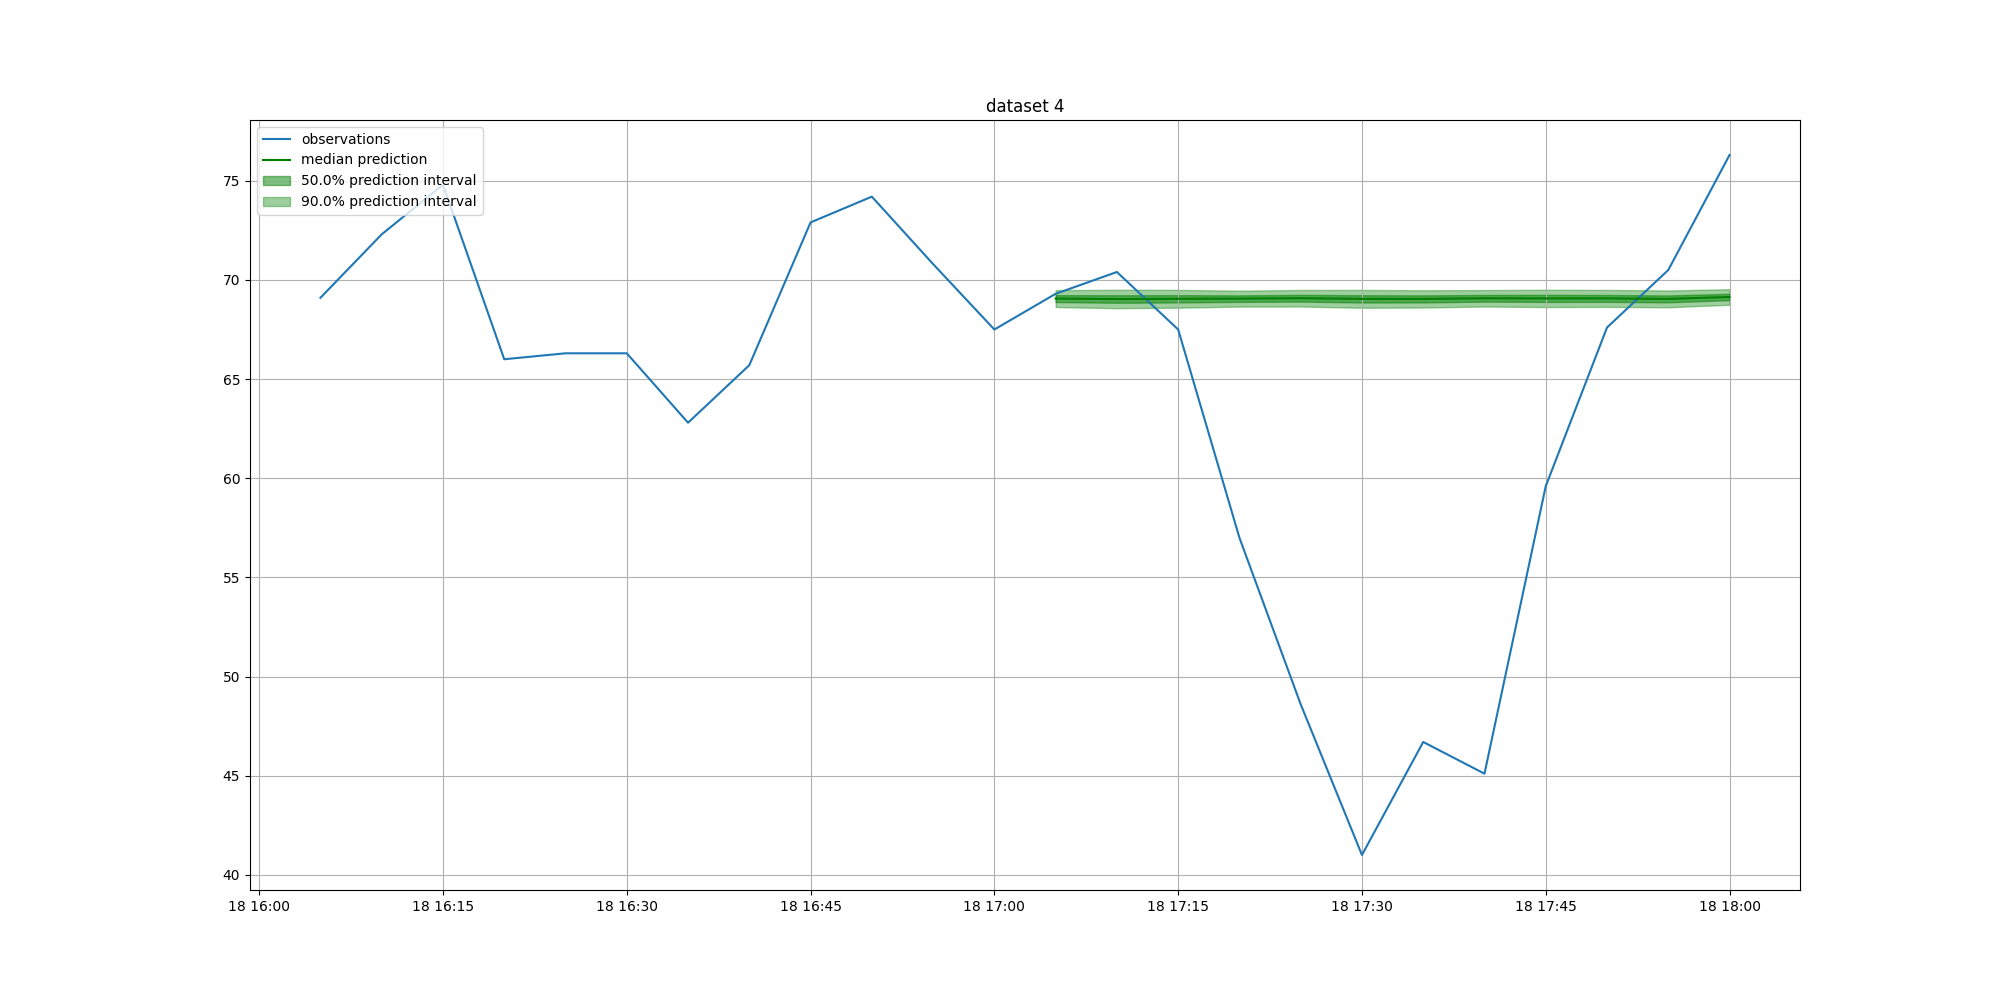 dataset 4
observations
median prediction
50.0% prediction interval
90.0% prediction interval
75
70
65
60
55
50
45
40
18 16:00 18 16:15 18 16:30 18 16:45 18 17:00 18 17:15 18 17:30 18 17:45 18 18:00